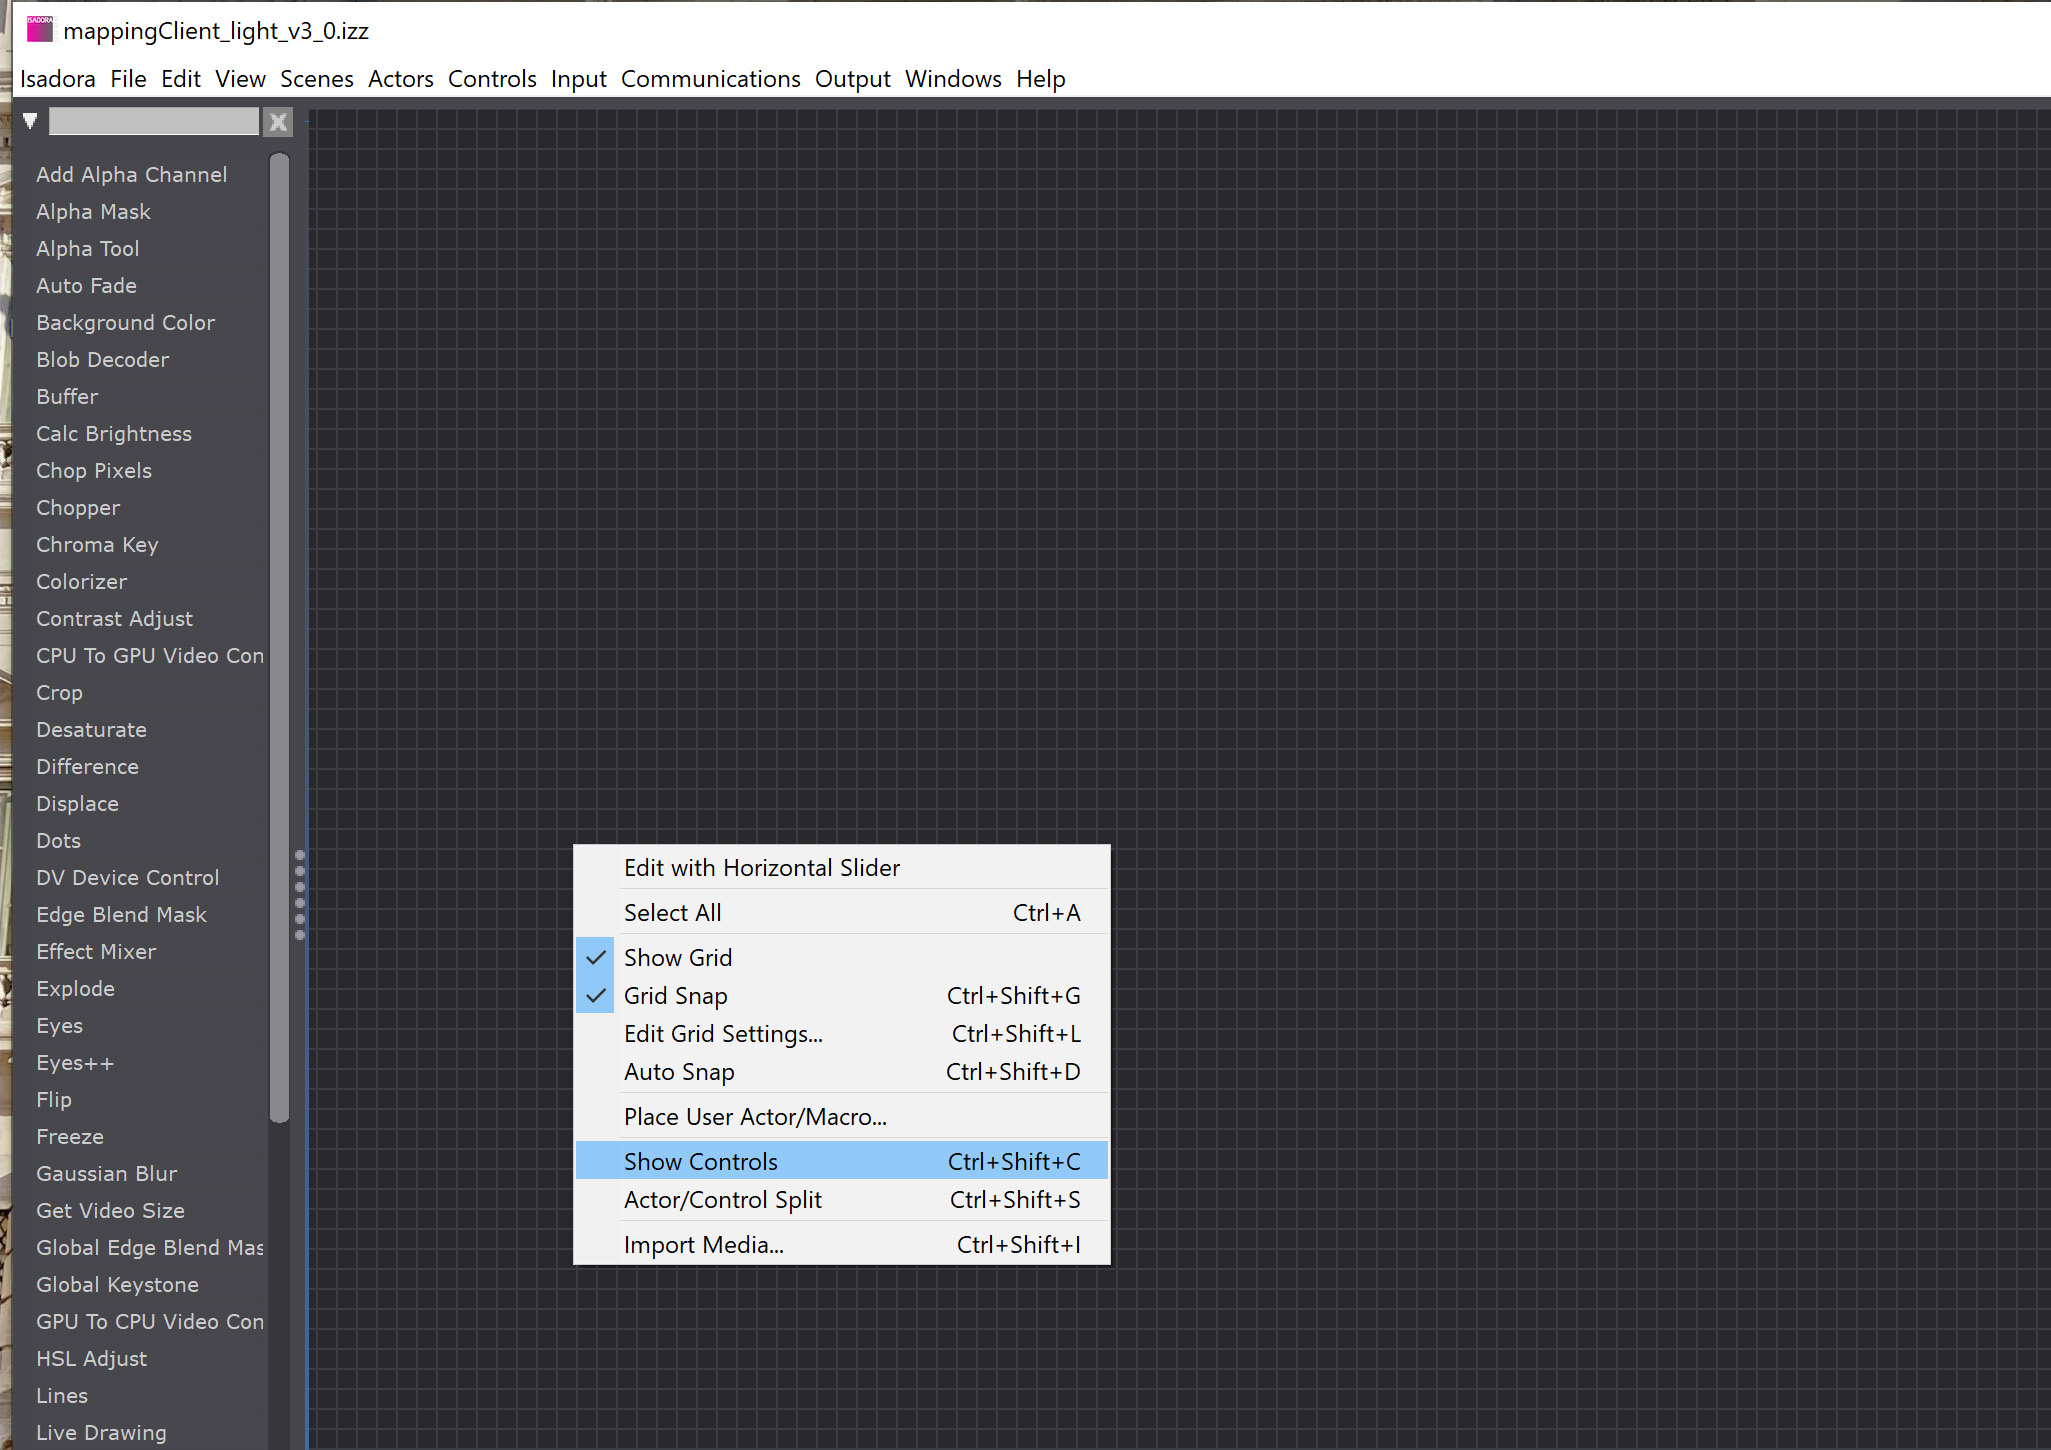 ISADORA
mappingClient_light_v3_0.izz
Isadora File Edit View Scenes Actors Controls Input Communications Output Windows Help
Add Alpha Channel
Alpha Mask
Alpha Tool
Auto Fade
Background Color
Blob Decoder
Buffer
Calc Brightness
Chop Pixels
Chopper
Chroma Key
Colorizer
Contrast Adjust
CPU To GPU Video Con
Crop
Desaturate
Difference
Displace
Dots
DV Device Control
Edge Blend Mask
Effect Mixer
Explode
Eyes
Eyes++
Flip
Freeze
Gaussian Blur
Get Video Size
Global Edge Blend Mas
Global Keystone
GPU To CPU Video Con
HSL Adjust
Lines
Live Drawing
Edit with Horizontal Slider
Select All Ctrl+A
Show Grid
Grid Snap Ctrl+Shift+G
Edit Grid Settings... Ctrl+Shift+L
Auto Snap Ctrl+Shift+D
Place User Actor/Macro...
Show Controls Ctrl+Shift+C
Actor/Control Split Ctrl+Shift+S
Import Media... Ctrl+Shift+I